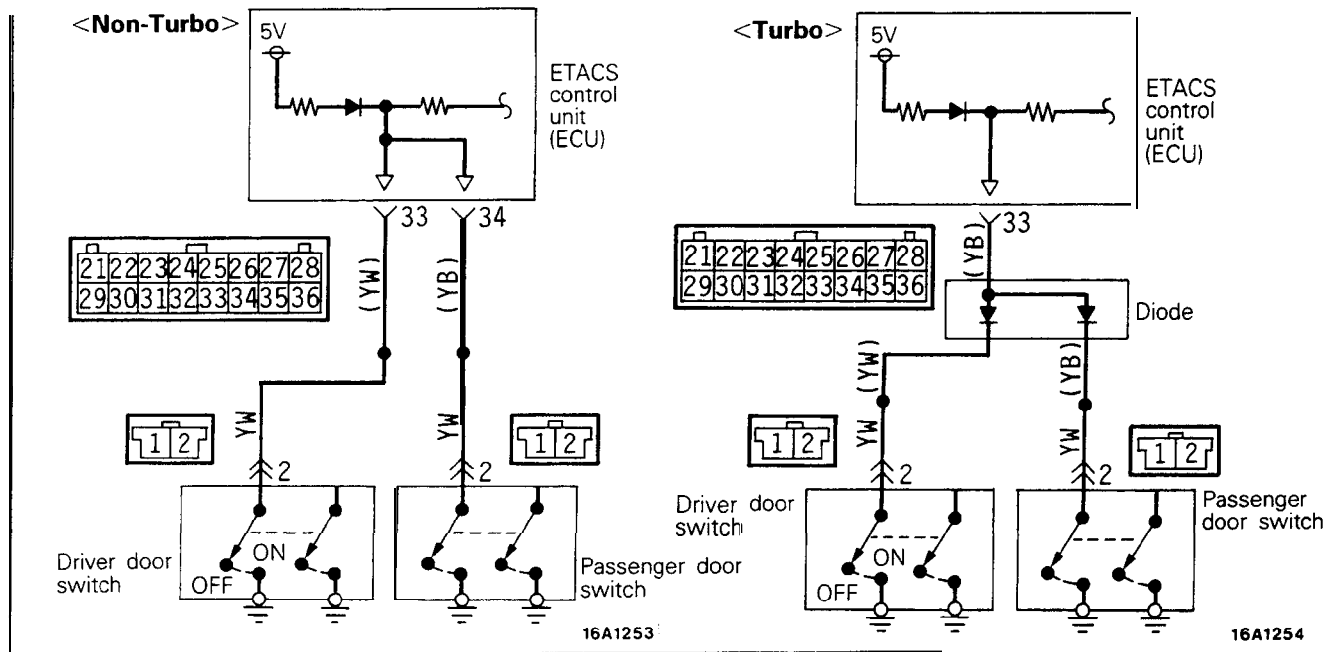 <Non-Turbo>
5V
ETACS
control
unit
(ECU)
33
34
21 22 23 24 25 26 27 28
29 30 31 32 33 34 35 36
(YW)
(YB)
YW
YW
1 2
1 2
2
2
Driver door
switch
ON
OFF
Passenger door
switch
16A1253
<Turbo>
5V
ETACS
control
unit
(ECU)
33
(YB)
21 22 23 24 25 26 27 28
29 30 31 32 33 34 35 36
Diode
(YW)
(YB)
YW
YW
1 2
1 2
2
2
Driver door
switch
ON
OFF
Passenger
door switch
16A1254